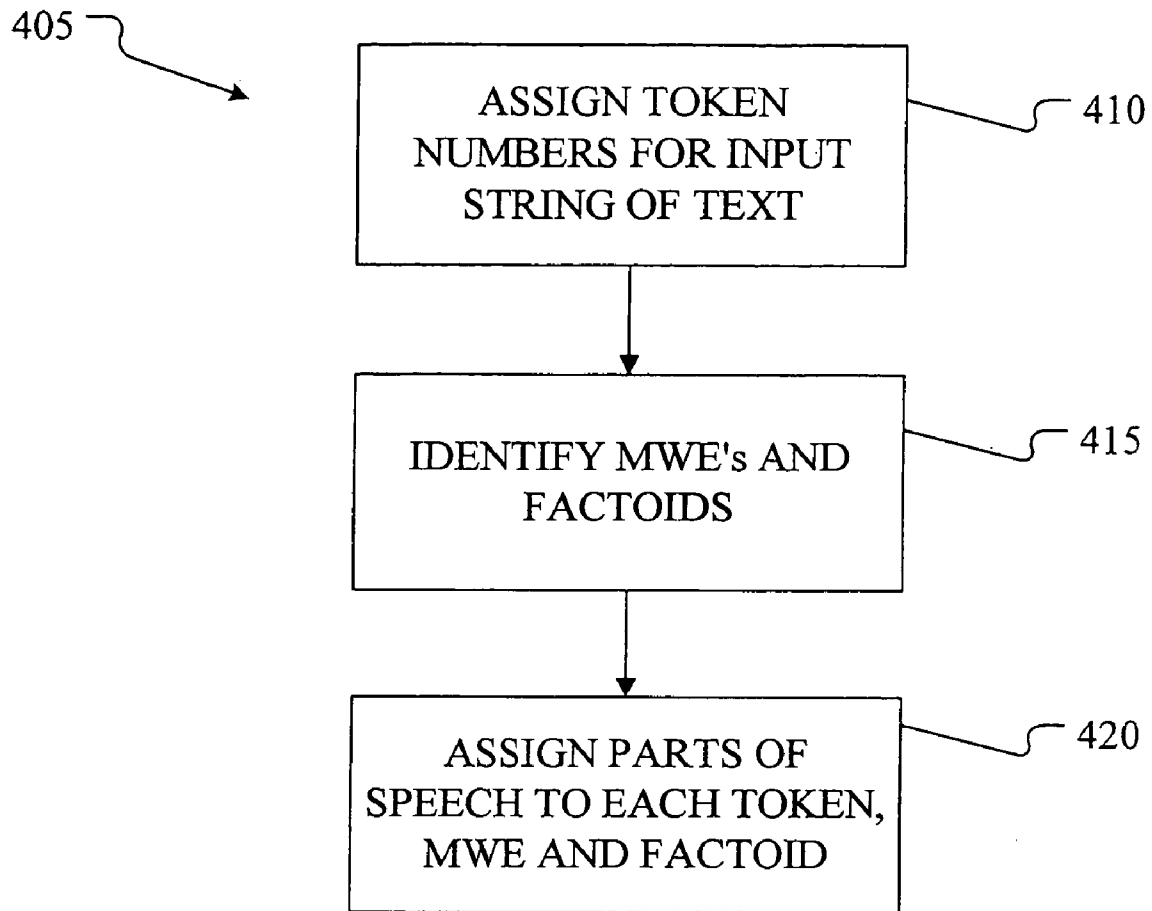 405
ASSIGN TOKEN
NUMBERS FOR INPUT
STRING OF TEXT
410
IDENTIFY MWE's AND
FACTOIDS
415
ASSIGN PARTS OF
SPEECH TO EACH TOKEN,
MWE AND FACTOID
420